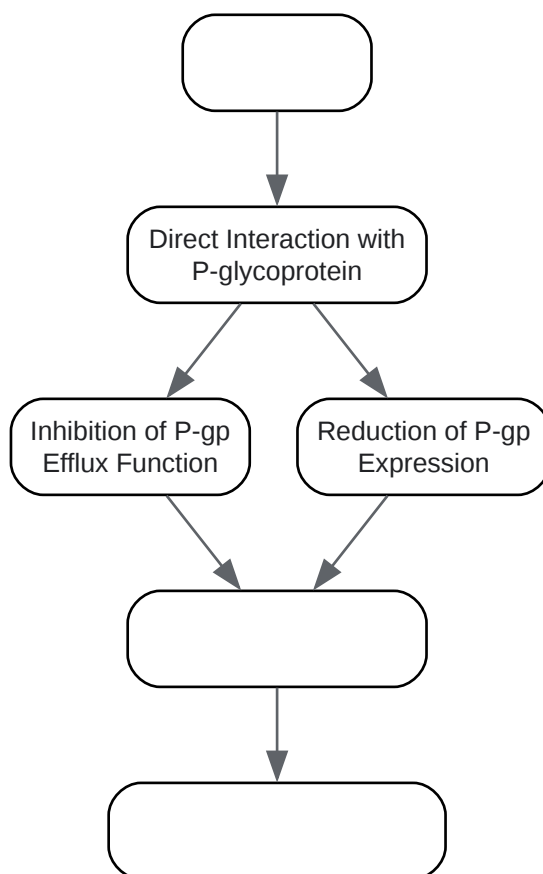 Direct Interaction with
P-glycoprotein
Inhibition of P-gp
Efflux Function
Reduction of P-gp
Expression